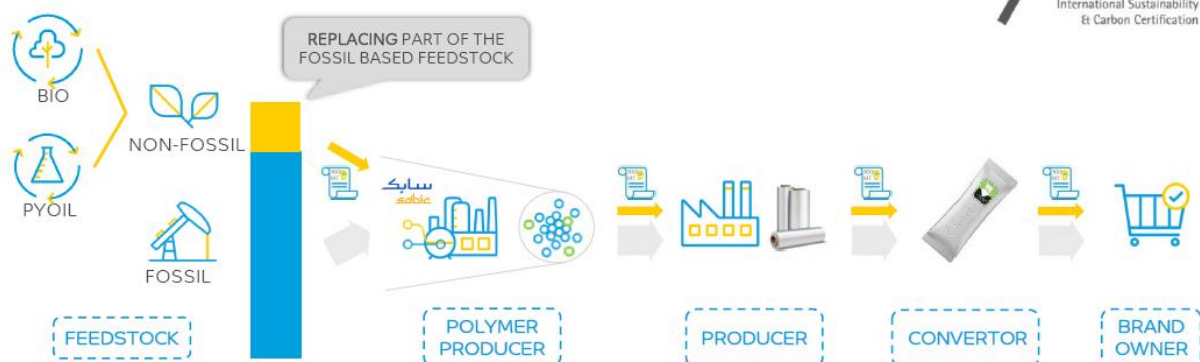 International Sustainability
& Carbon Certification
REPLACING PART OF THE
FOSSIL BASED FEEDSTOCK
BIO
NON-FOSSIL
PYOIL
سابك
sabic
FOSSIL
FEEDSTOCK
POLYMER
PRODUCER
PRODUCER
CONVERTOR
BRAND
OWNER